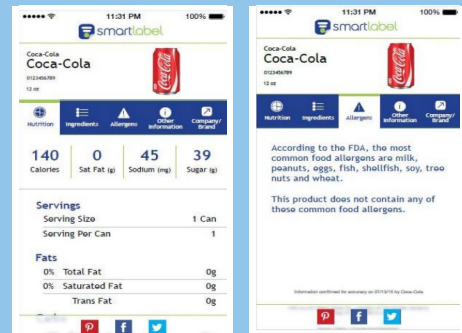 11:31 PM
100%
smartlabel
Coca-Cola
Coca-Cola
0123456789
12 oz
Coca-Cola
Nutrition
Ingredients
Allergens
Other Information
Company/ Brand
140
0
45
39
Calories
Sat Fat (g)
Sodium (mg)
Sugar (g)
Servings
Serving Size 1 Can
Serving Per Can 1
Fats
0% Total Fat 0g
0% Saturated Fat 0g
Trans Fat 0g
11:31 PM
100%
smartlabel
Coca-Cola
Coca-Cola
0123456789
12 oz
Coca-Cola
Nutrition
Ingredients
Allergens
Other Information
Company/ Brand
According to the FDA, the most
common food allergens are milk,
peanuts, eggs, fish, shellfish, soy, tree
nuts and wheat.
This product does not contain any of
these common food allergens.